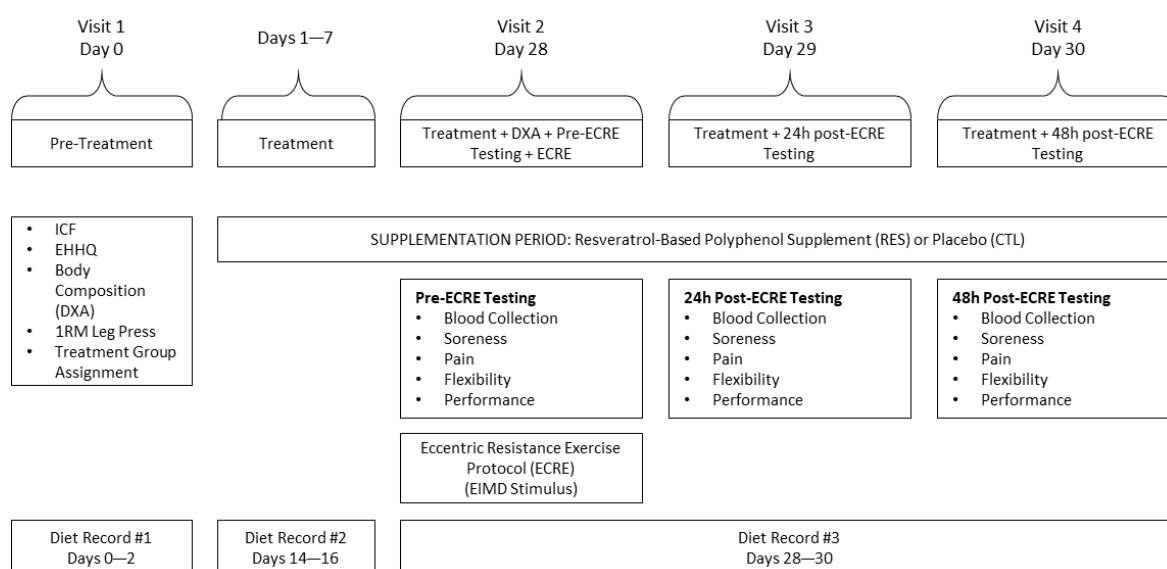 Visit 1
Day 0
Days 1—7
Visit 2
Day 28
Visit 3
Day 29
Visit 4
Day 30
Pre-Treatment
Treatment
Treatment + DXA + Pre-ECRE
Testing + ECRE
Treatment + 24h post-ECRE
Testing
Treatment + 48h post-ECRE
Testing
• ICF
• EHHQ
• Body
Composition
(DXA)
• 1RM Leg Press
• Treatment Group
Assignment
SUPPLEMENTATION PERIOD: Resveratrol-Based Polyphenol Supplement (RES) or Placebo (CTL)
Pre-ECRE Testing
• Blood Collection
• Soreness
• Pain
• Flexibility
• Performance
24h Post-ECRE Testing
• Blood Collection
• Soreness
• Pain
• Flexibility
• Performance
48h Post-ECRE Testing
• Blood Collection
• Soreness
• Pain
• Flexibility
• Performance
Eccentric Resistance Exercise
Protocol (ECRE)
(EIMD Stimulus)
Diet Record #1
Days 0—2
Diet Record #2
Days 14—16
Diet Record #3
Days 28—30